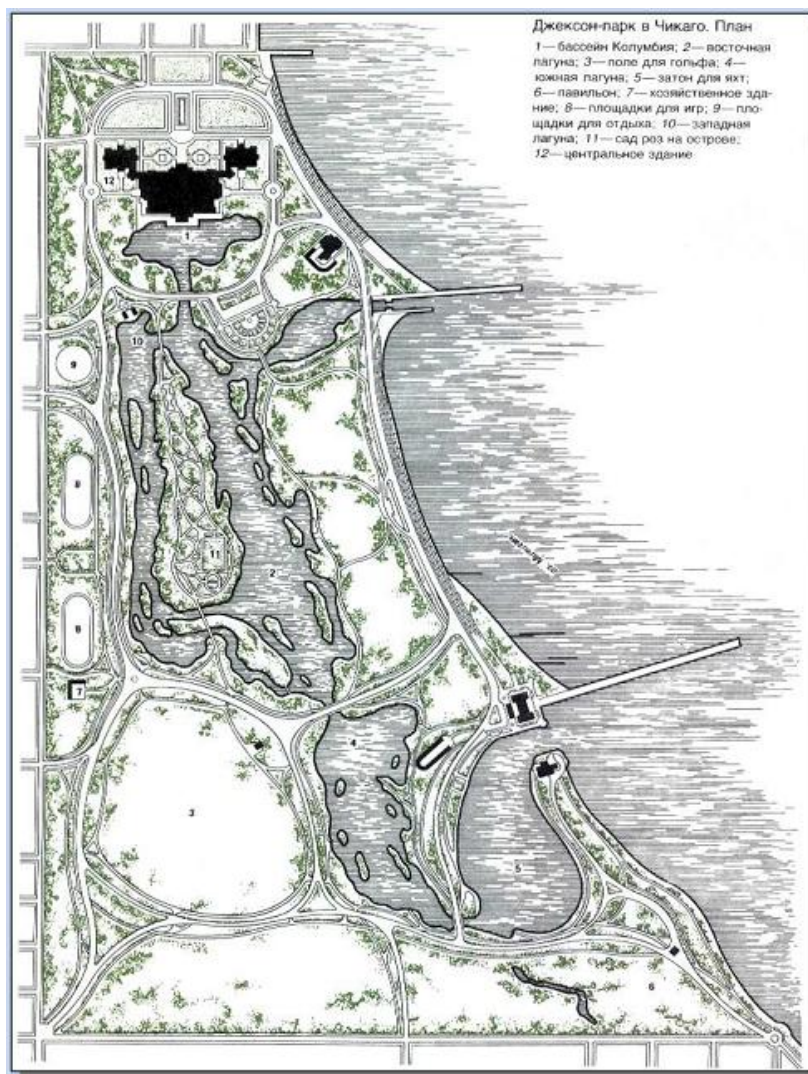 Джексон-парк в Чикаго. План
1—бассейн Колумбия; 2—восточная
лагуна; 3—поле для гольфа; 4—
южная лагуна; 5—затон для яхт;
6—павильон; 7—хозяйственное зда-
ние; 8—площадки для игр; 9—пло-
щадки для отдыха; 10—западная
лагуна; 11—сад роз на острове;
12—центральное здание
12
1
10
9
8
11
2
8
7
4
3
5
6